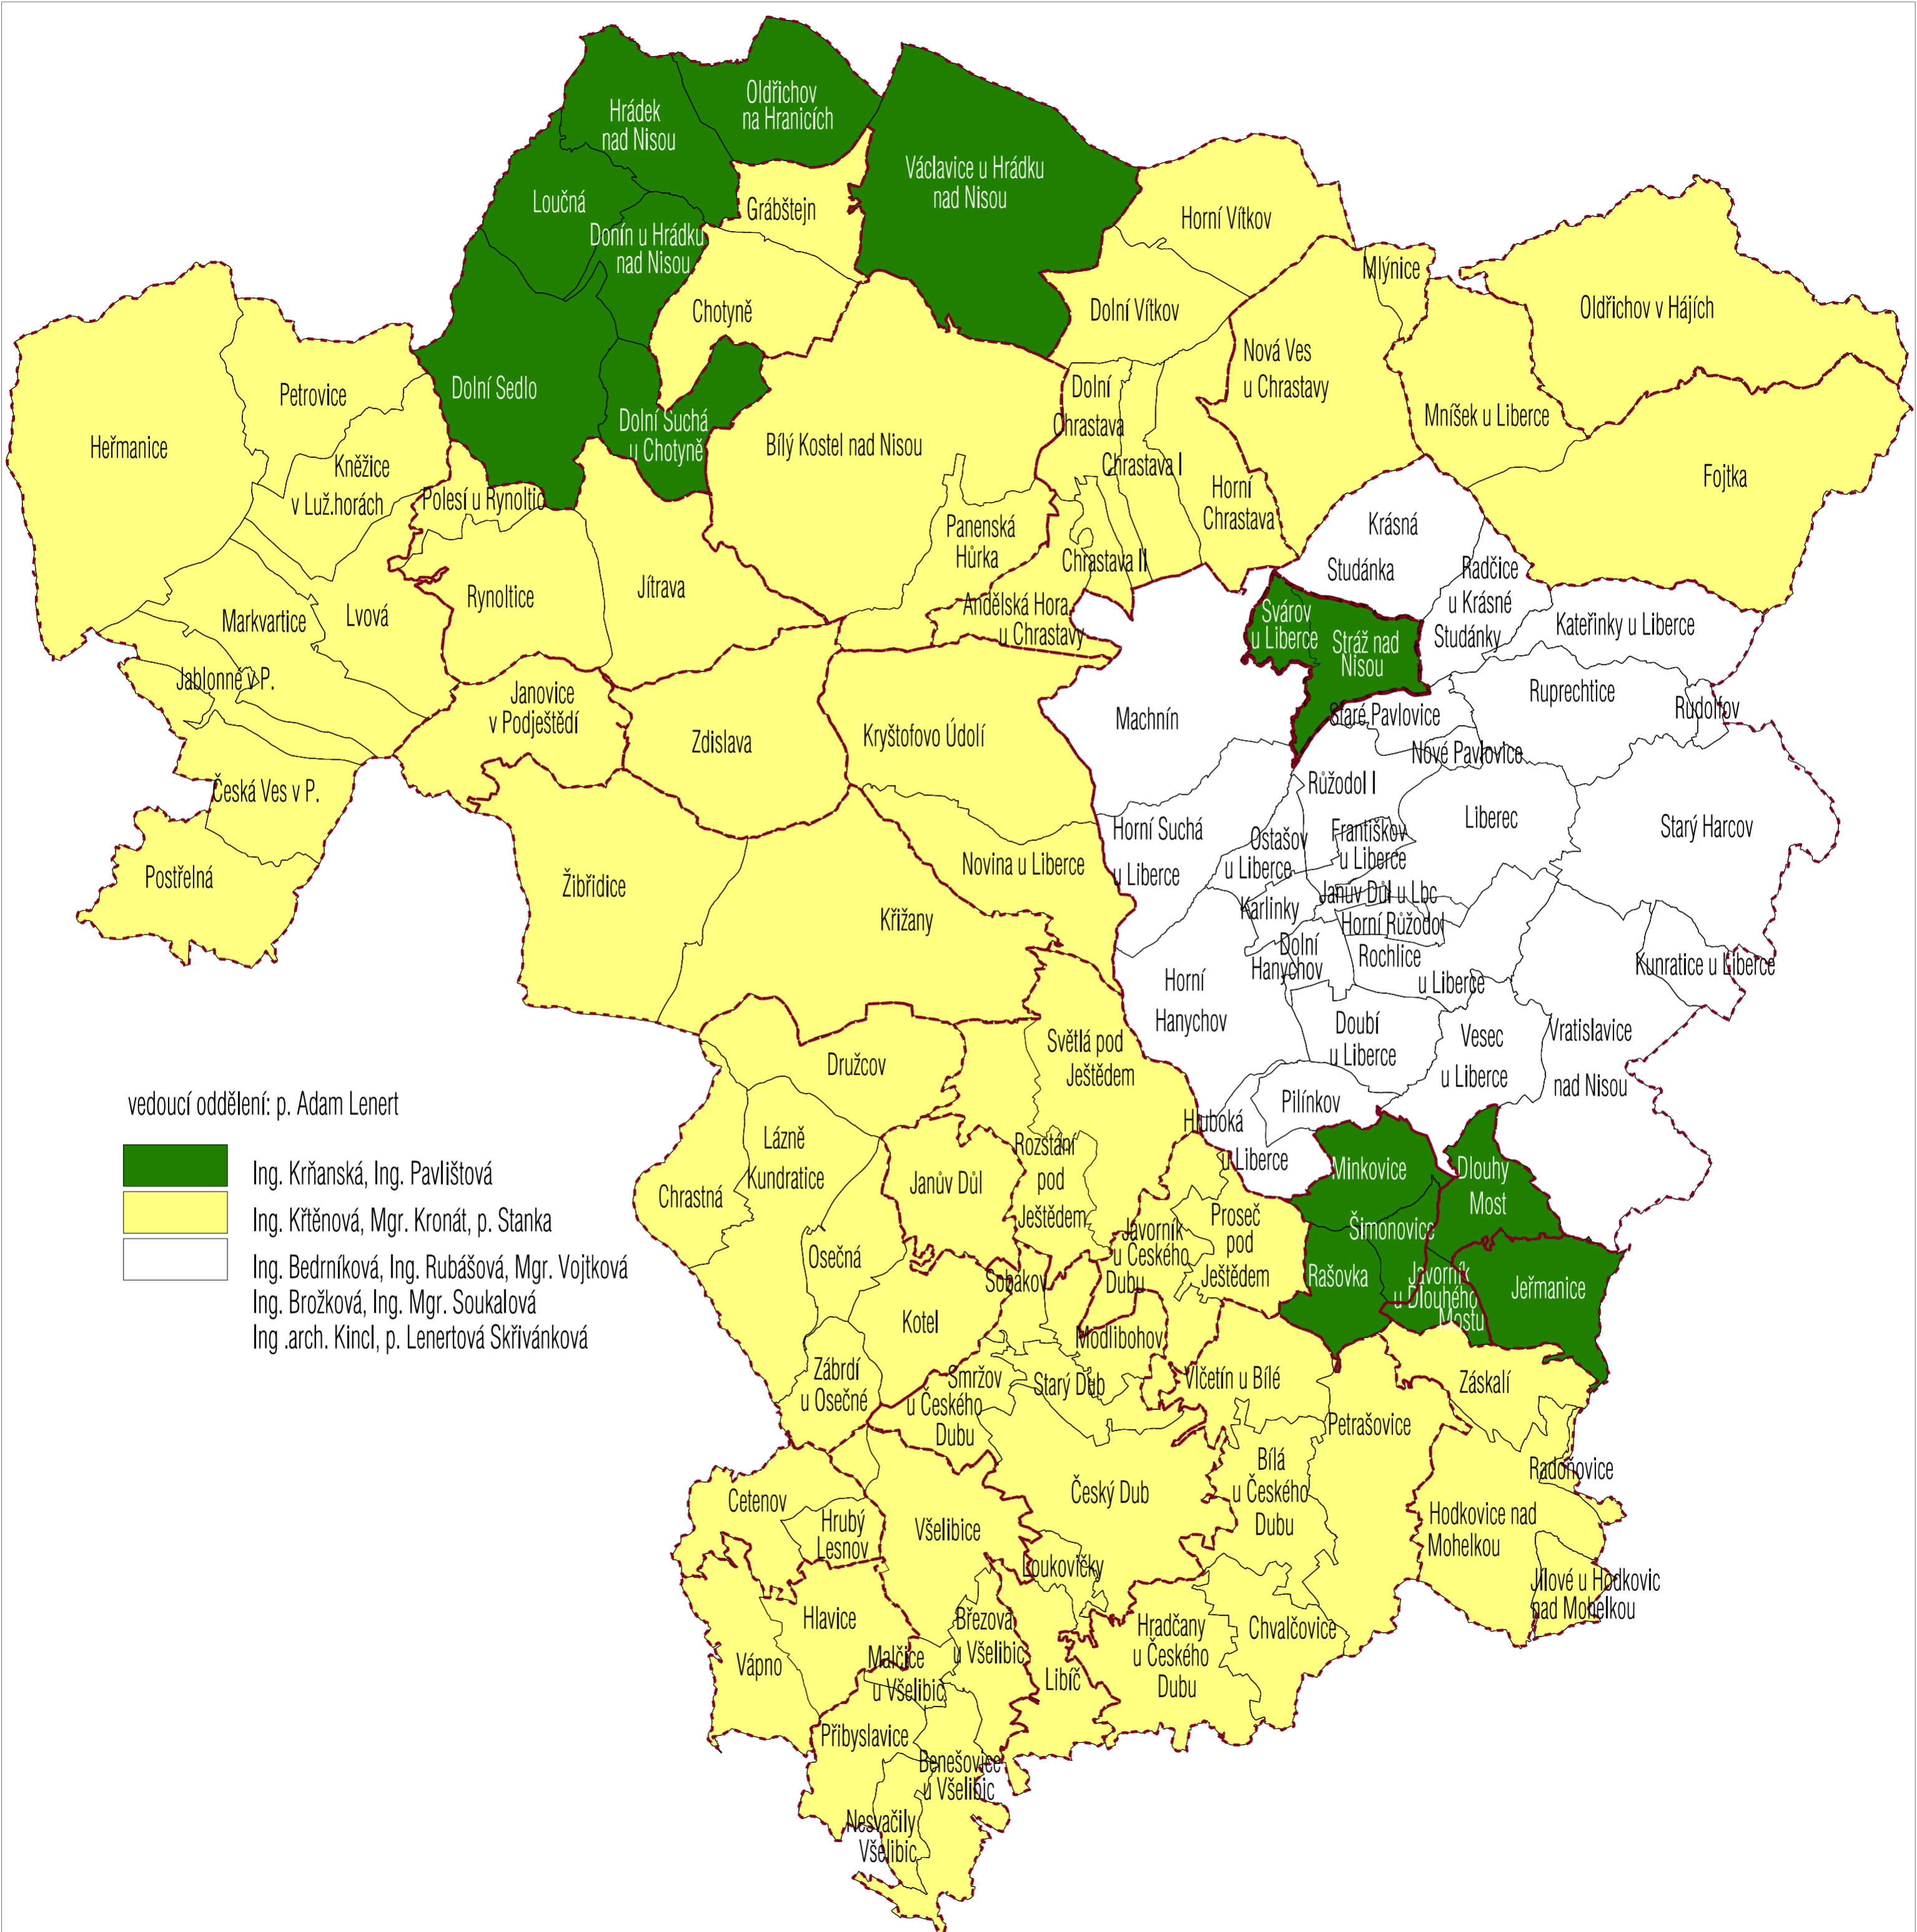 Oldřichov
na Hranicích
Hrádek
nad Nisou
Václavice u Hrádku
nad Nisou
Loučná
Grábštejn
Donín u Hrádku
nad Nisou
Horní Vítkov
Mlýnice
Chotyně
Dolní Vítkov
Oldřichov v Hájích
Nová Ves
u Chrastavy
Petrovice
Dolní Sedlo
Dolní
Chrastava
Mníšek u Liberce
Dolní Suchá
u Chotyně
Heřmanice
Bílý Kostel nad Nisou
Kněžice
v Luž.horách
Chrastava I
Fojtka
Polesí u Rynoltic
Horní
Chrastava
Panenská
Hůrka
Krásná
Studánka
Chrastava II
Radčice
u Krásné
Studánky
Jítrava
Rynoltice
Markvartice
Lvová
Andělská Hora
u Chrastavy
Svárov
u Liberce
Stráž nad
Nisou
Kateřinky u Liberce
Jablonné v P.
Janovice
v Podještědí
Ruprechtice
Rudolfov
Machnín
Staré Pavlovice
Zdislava
Kryštofovo Údolí
Nové Pavlovice
Česká Ves v P.
Růžodol I
Liberec
Starý Harcov
Horní Suchá
u Liberce
Ostašov
u Liberce
Františkov
u Liberce
Novina u Liberce
Postřelná
Žibřidice
Janův Důl u Lbc
Karlinky
Křižany
Horní Růžodol
Dolní
Hanychov
Rochlice
u Liberce
Kunratice u Liberce
Horní
Hanychov
Doubí
u Liberce
Vesec
u Liberce
Vratislavice
nad Nisou
Světlá pod
Ještědem
Družcov
vedoucí oddělení: p. Adam Lenert
Pilínkov
Hluboká
u Liberce
Lázně
Kundratice
Rozstání
pod
Ještědem
Ing. Krňanská, Ing. Pavlištová
Minkovice
Dlouhy
Most
Chrastná
Janův Důl
Ing. Křtěnová, Mgr. Kronát, p. Stanka
Proseč
pod
Ještědem
Šimonovice
Javorník
u Českého
Dubu
Osečná
Ing. Bedrníková, Ing. Rubášová, Mgr. Vojtková
Ing. Brožková, Ing. Mgr. Soukalová
Ing .arch. Kincl, p. Lenertová Skřivánková
Sobákov
Rašovka
Javorník
u Dlouhého
Mostu
Jeřmanice
Kotel
Modlibohov
Zábrdí
u Osečné
Smržov
u Českého
Dubu
Starý Dub
Vlčetín u Bílé
Záskalí
Petrašovice
Bílá
u Českého
Dubu
Radoňovice
Cetenov
Český Dub
Hrubý
Lesnov
Všelibice
Hodkovice nad
Mohelkou
Loukovičky
Jílové u Hodkovic
nad Mohelkou
Hlavice
Březová
u Všelibic
Hradčany
u Českého
Dubu
Chvalčovice
Vápno
Malčice
u Všelibic
Libíč
Přibyslavice
Benešovice
u Všelibic
Nesvačily
Všelibic